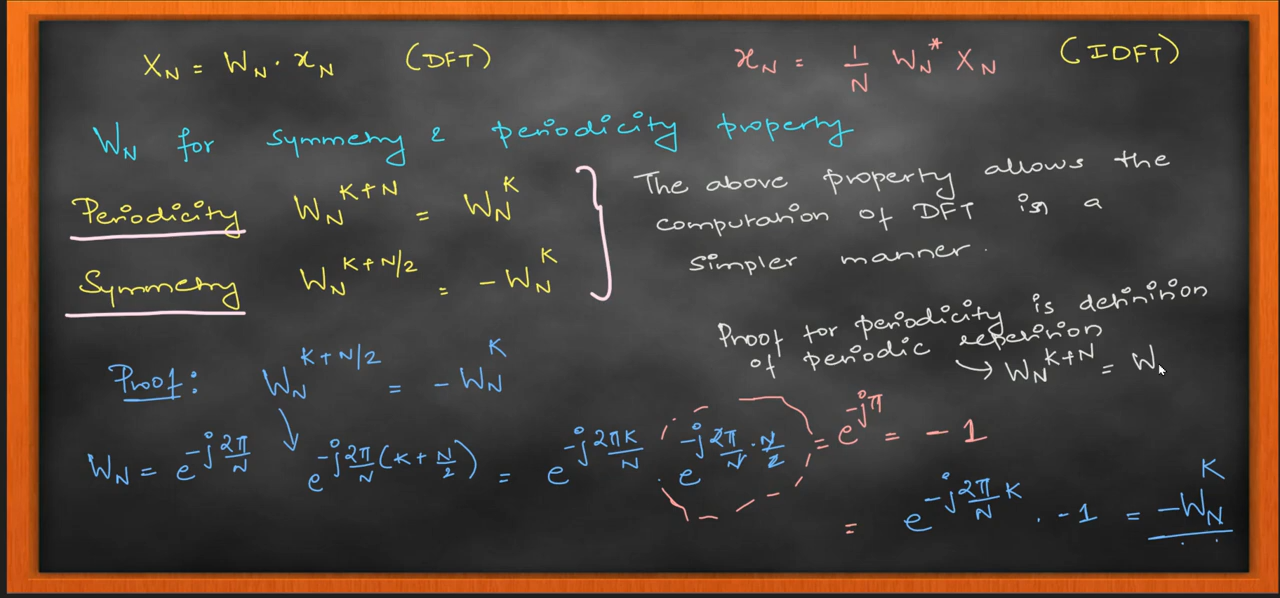 X_N = W_N · x_N (DFT)
x_N = 1/N W_N^* X_N (IDFT)
W_N for symmetry & periodicity property
Periodicity W_N^{K+N} = W_N^K
Symmetry W_N^{K+N/2} = -W_N^K
The above property allows the
computation of DFT in a
simpler manner.
Proof for periodicity is definition
of periodic repetition
→ W_N^{K+N} = W
Proof: W_N^{K+N/2} = -W_N^K
W_N = e^{-j2π/N} e^{-j2π/N(K+N/2)} = e^{-j2πK/N} · e^{-j2π/N·N/2} = e^{-jπ} = -1
= e^{-j2π/N K} · -1 = -W_N^K